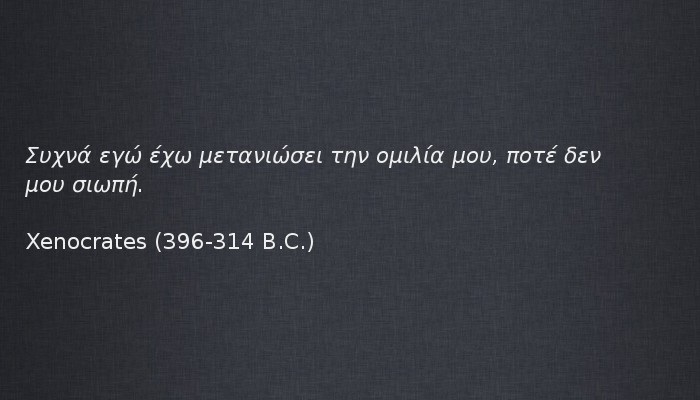 Συχνά εγώ έχω μετανιώσει την ομιλία μου, ποτέ δεν
μου σιωπή.
Xenocrates (396-314 B.C.)